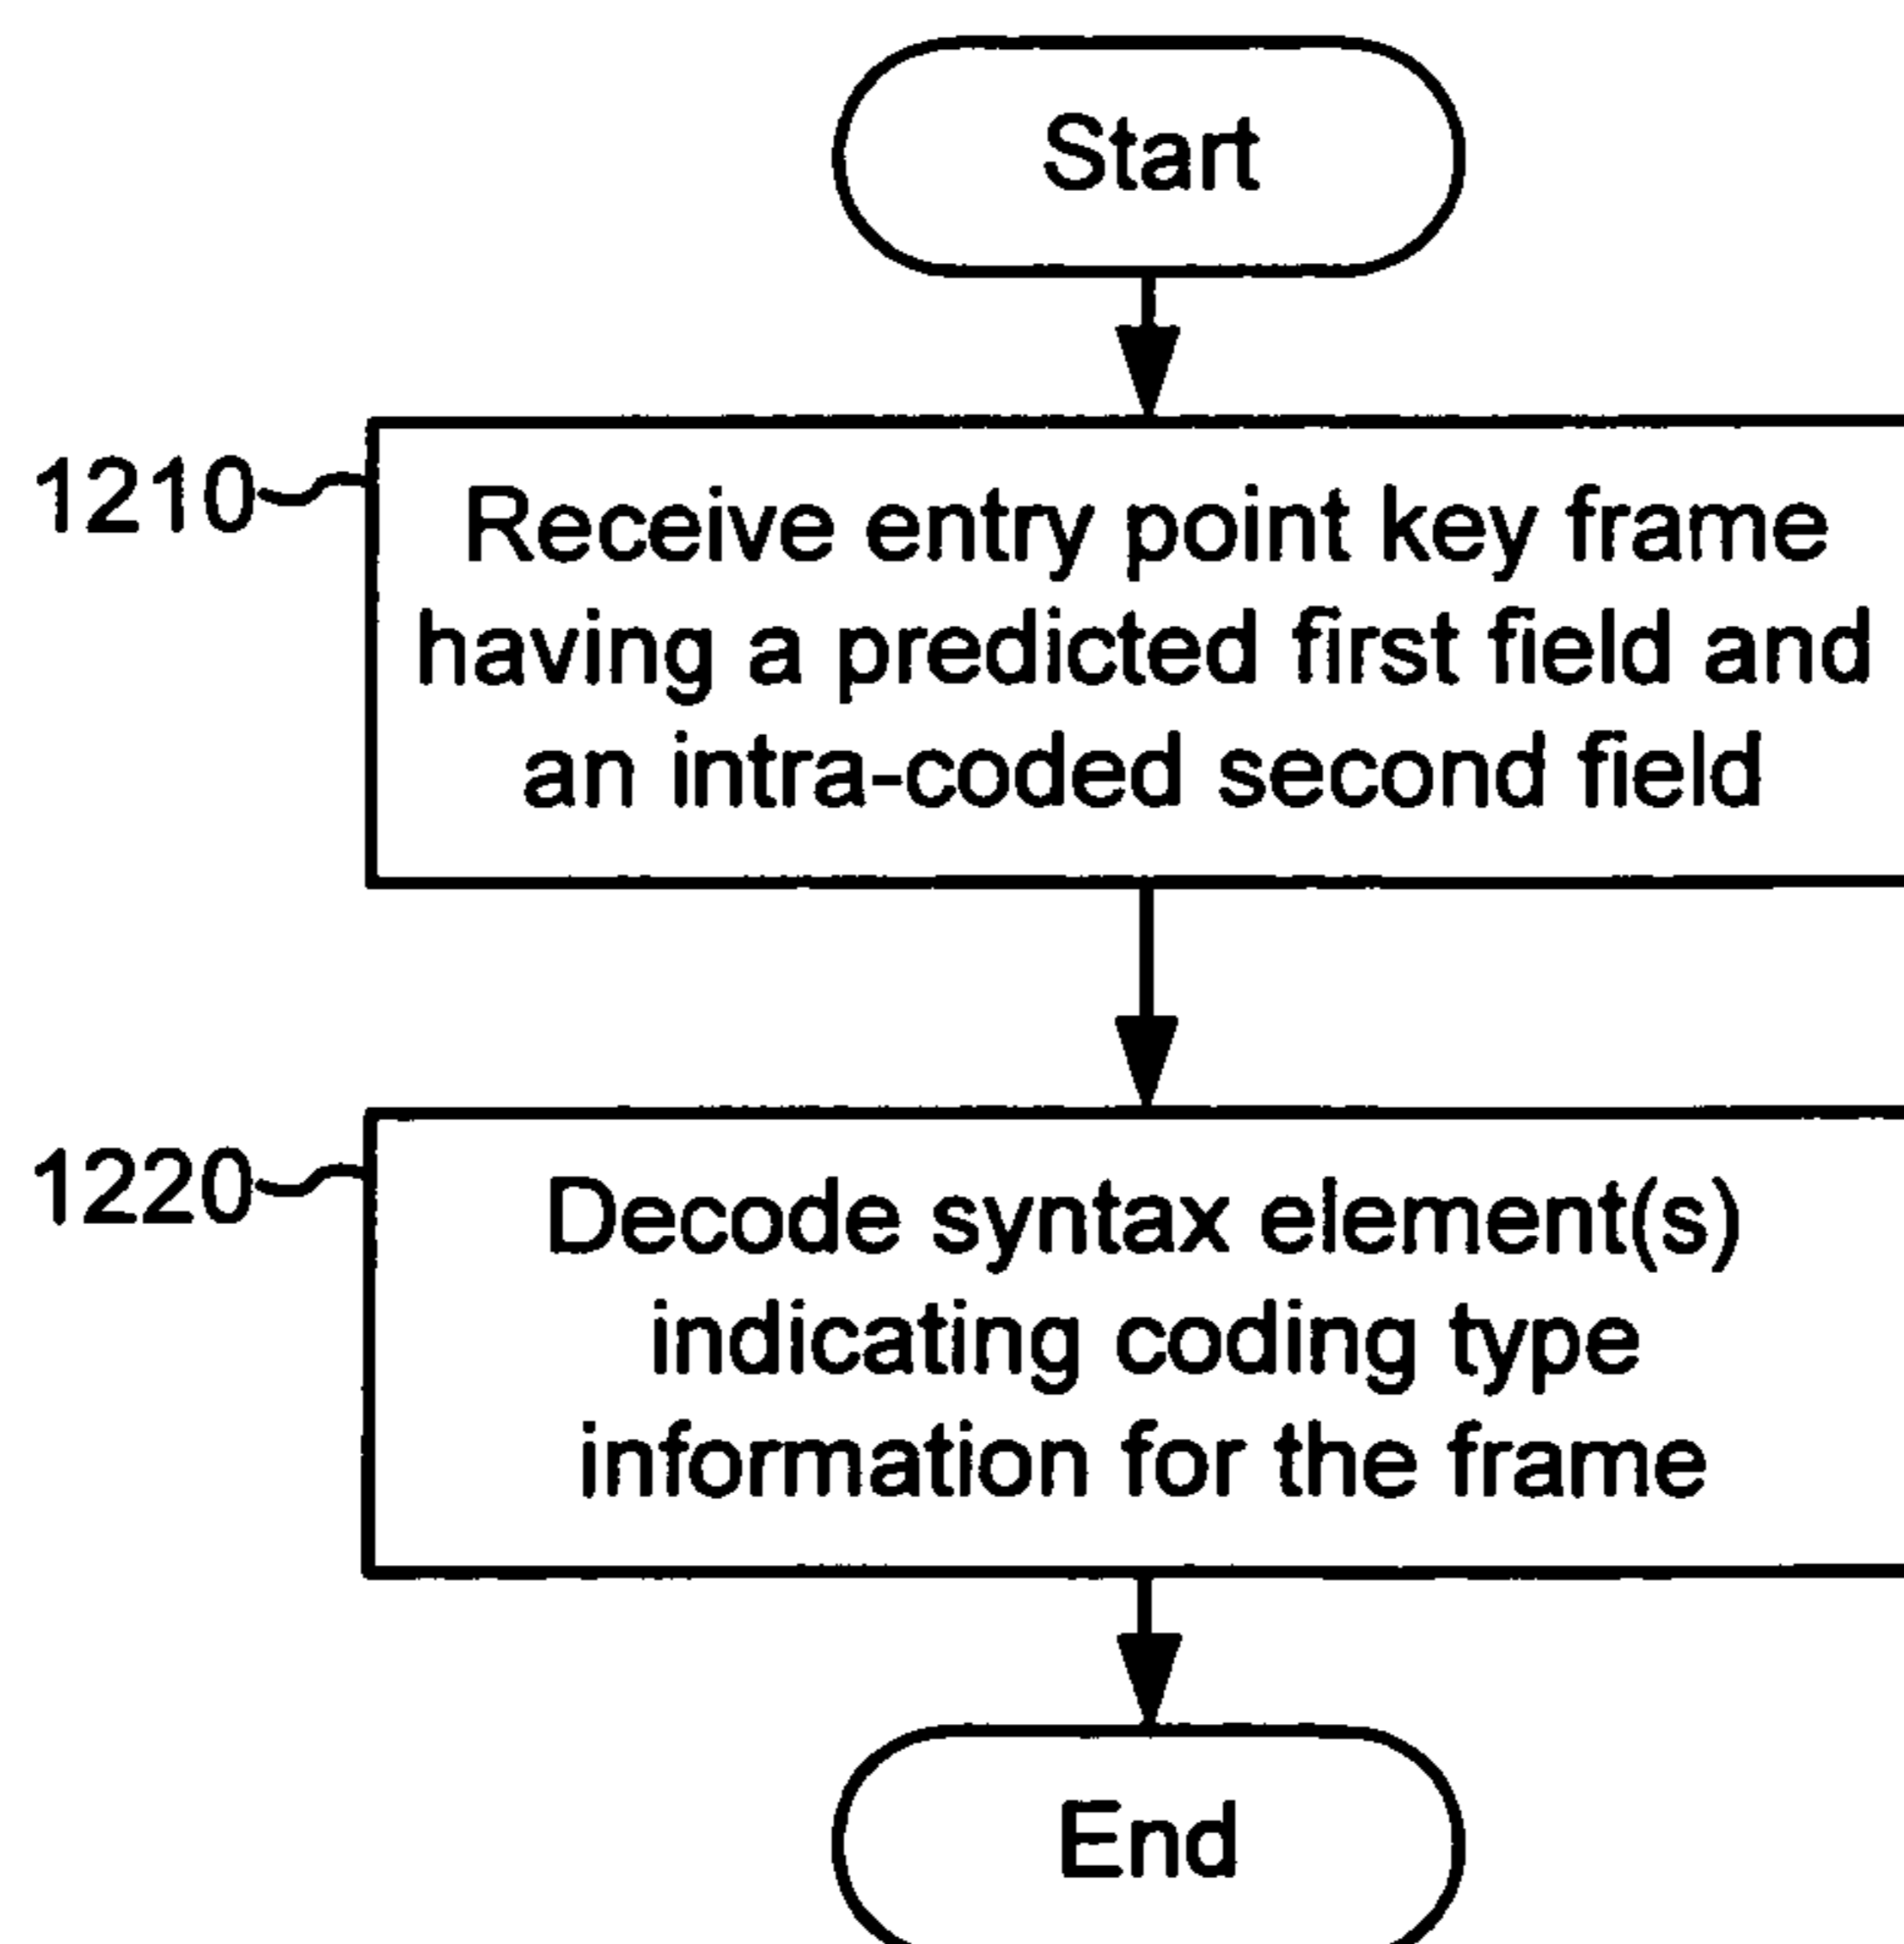 Start
1210
Receive entry point key frame
having a predicted first field and
an intra-coded second field
1220
Decode syntax element(s)
indicating coding type
information for the frame
End